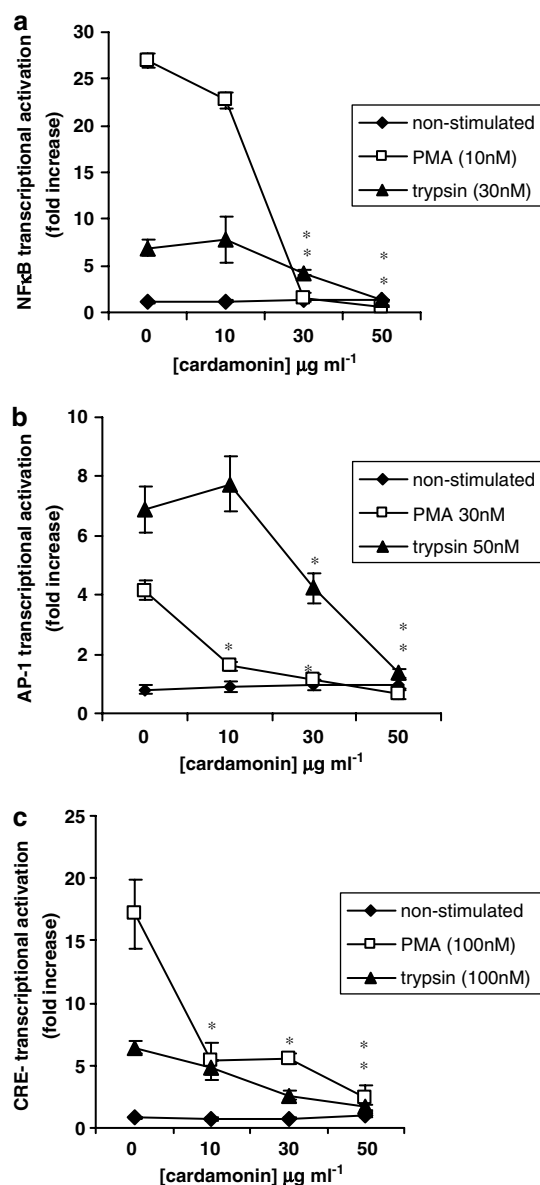 a
NFκB transcriptional activation
(fold increase)
30
25
20
15
10
5
0
* *
* *
0 10 30 50
[cardamonin] µg ml-1
non-stimulated
PMA (10nM)
trypsin (30nM)
b
AP-1 transcriptional activation
(fold increase)
10
8
6
4
2
0
*
*
*
* *
0 10 30 50
[cardamonin] µg ml-1
non-stimulated
PMA 30nM
trypsin 50nM
c
CRE- transcriptional activation
(fold increase)
25
20
15
10
5
0
*
*
* *
0 10 30 50
[cardamonin] µg ml-1
non-stimulated
PMA (100nM)
trypsin (100nM)